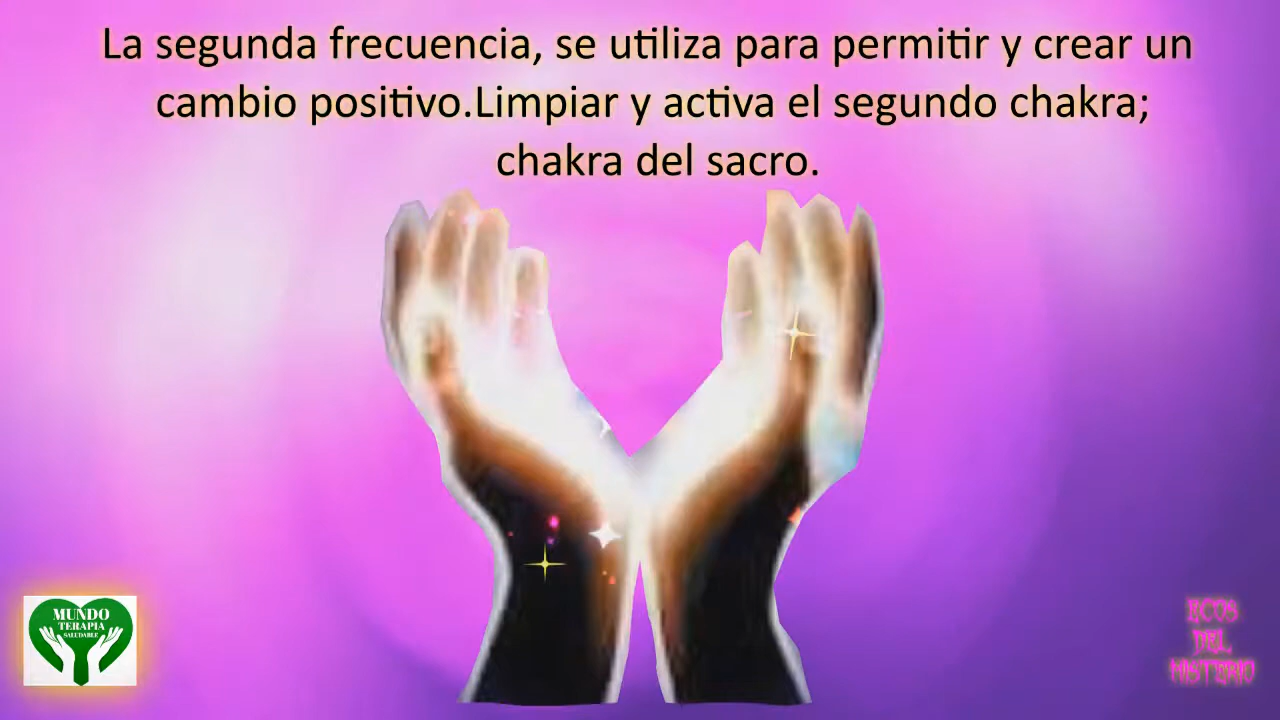 La segunda frecuencia, se utiliza para permitir y crear un
cambio positivo.Limpiar y activa el segundo chakra;
chakra del sacro.
MUNDO
TERAPIA
SALUDABLE
ECOS
DEL
MISTERIO